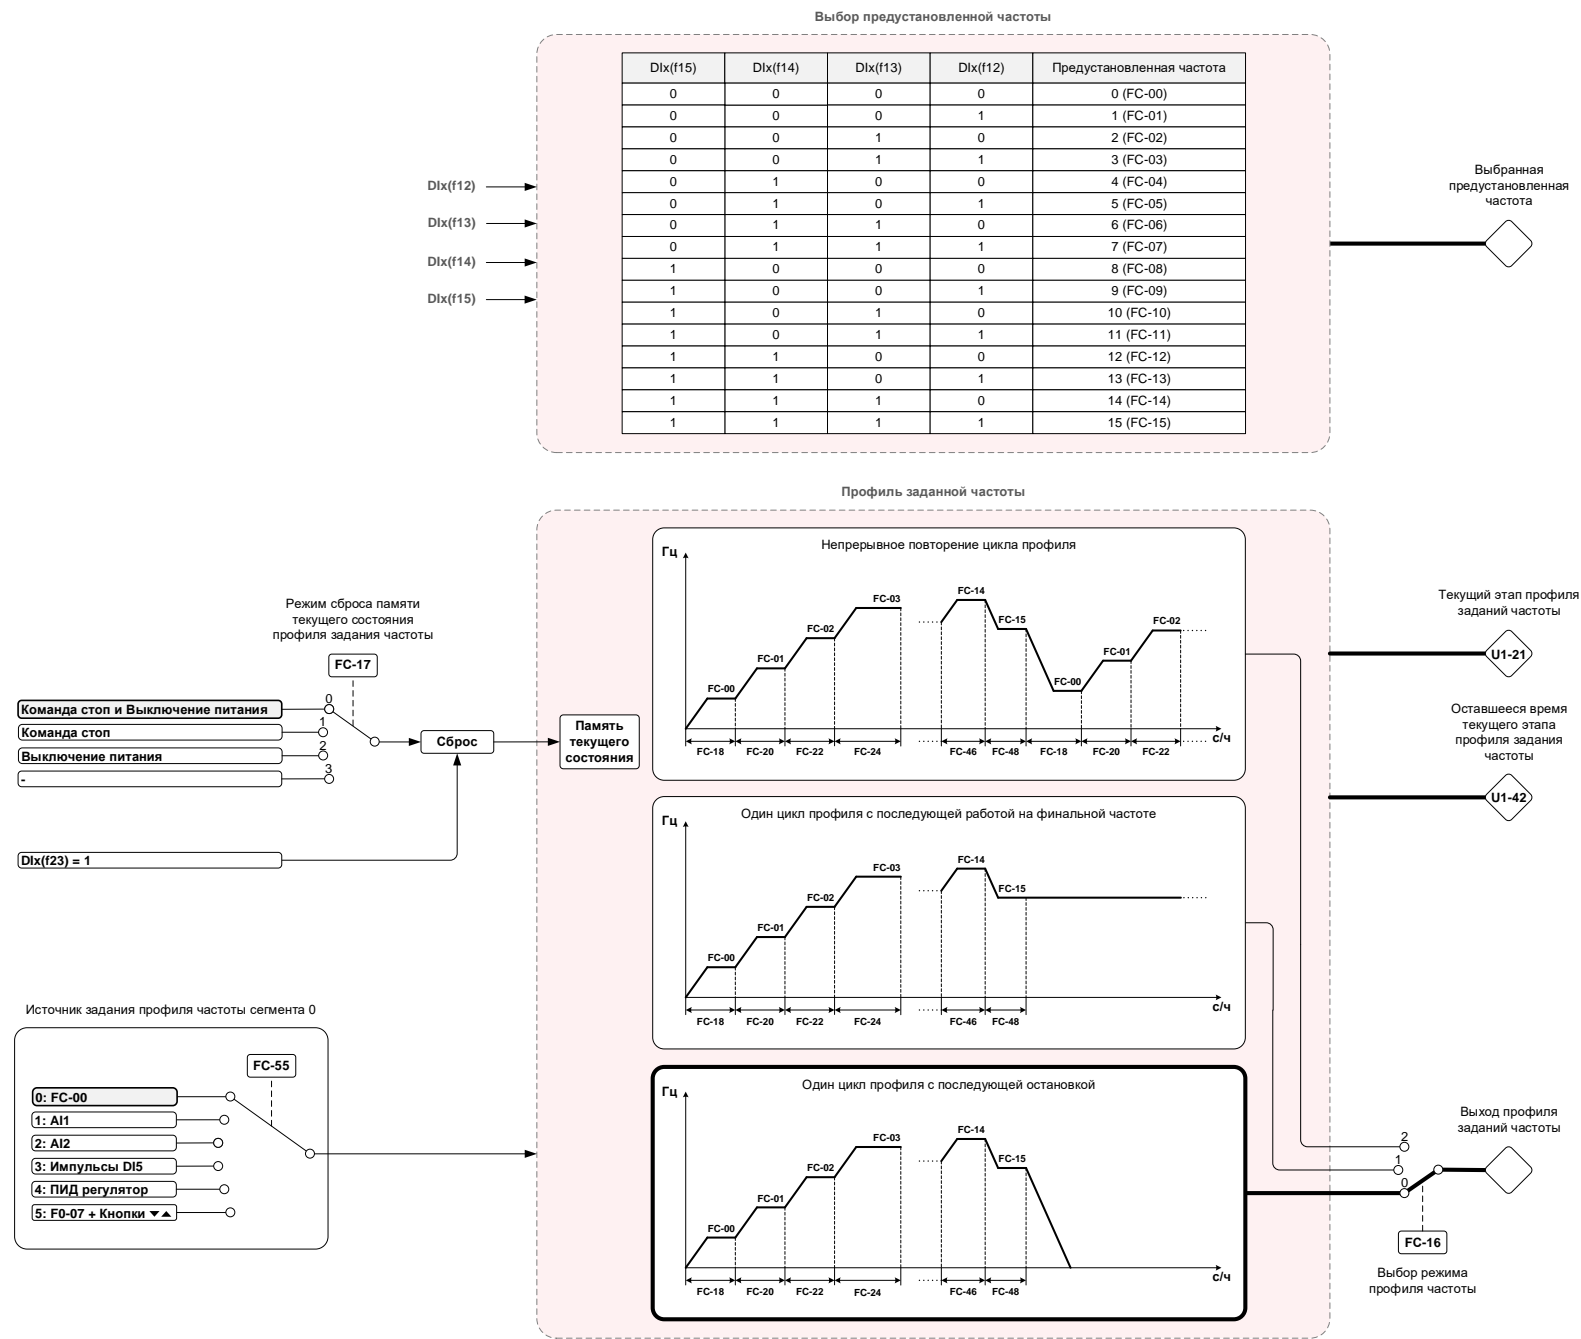 Выбор предустановленной частоты
DIx(f15) DIx(f14) DIx(f13) DIx(f12) Предустановленная частота
0 0 0 0 0 (FC-00)
0 0 0 1 1 (FC-01)
0 0 1 0 2 (FC-02)
0 0 1 1 3 (FC-03)
0 1 0 0 4 (FC-04)
0 1 0 1 5 (FC-05)
0 1 1 0 6 (FC-06)
0 1 1 1 7 (FC-07)
1 0 0 0 8 (FC-08)
1 0 0 1 9 (FC-09)
1 0 1 0 10 (FC-10)
1 0 1 1 11 (FC-11)
1 1 0 0 12 (FC-12)
1 1 0 1 13 (FC-13)
1 1 1 0 14 (FC-14)
1 1 1 1 15 (FC-15)
DIx(f12)
DIx(f13)
DIx(f14)
DIx(f15)
Выбранная
предустановленная
частота
Профиль заданной частоты
Режим сброса памяти
текущего состояния
профиля задания частоты
FC-17
Команда стоп и Выключение питания 0
Команда стоп 1
Выключение питания 2
- 3
Сброс
DIx(f23) = 1
Память
текущего
состояния
Непрерывное повторение цикла профиля
Гц
FC-00
FC-01
FC-02
FC-03
FC-14
FC-15
FC-00
FC-01
FC-02
с/ч
FC-18 FC-20 FC-22 FC-24 FC-46 FC-48 FC-18 FC-20 FC-22
Один цикл профиля с последующей работой на финальной частоте
Гц
FC-00
FC-01
FC-02
FC-03
FC-14
FC-15
с/ч
FC-18 FC-20 FC-22 FC-24 FC-46 FC-48
Один цикл профиля с последующей остановкой
Гц
FC-00
FC-01
FC-02
FC-03
FC-14
FC-15
с/ч
FC-18 FC-20 FC-22 FC-24 FC-46 FC-48
Источник задания профиля частоты сегмента 0
FC-55
0: FC-00
1: AI1
2: AI2
3: Импульсы DI5
4: ПИД регулятор
5: F0-07 + Кнопки ▼▲
Текущий этап профиля
заданий частоты
U1-21
Оставшееся время
текущего этапа
профиля задания
частоты
U1-42
Выход профиля
заданий частоты
2
1
0
FC-16
Выбор режима
профиля частоты